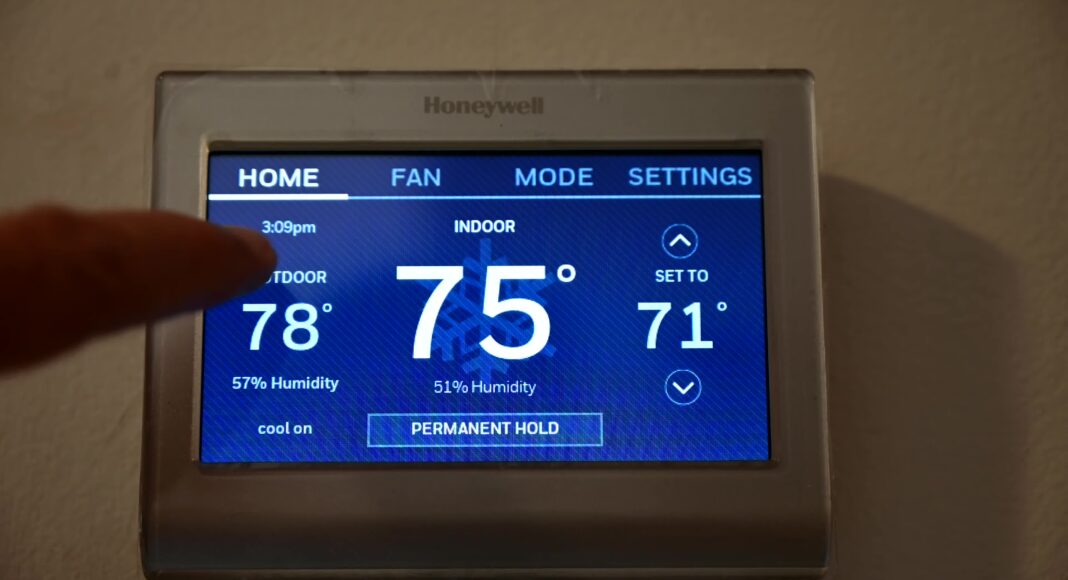 Honeywell
HOME FAN MODE SETTINGS
3:09pm
TDOOR
78°
57% Humidity
cool on
INDOOR
75°
51% Humidity
PERMANENT HOLD
SET TO
71°